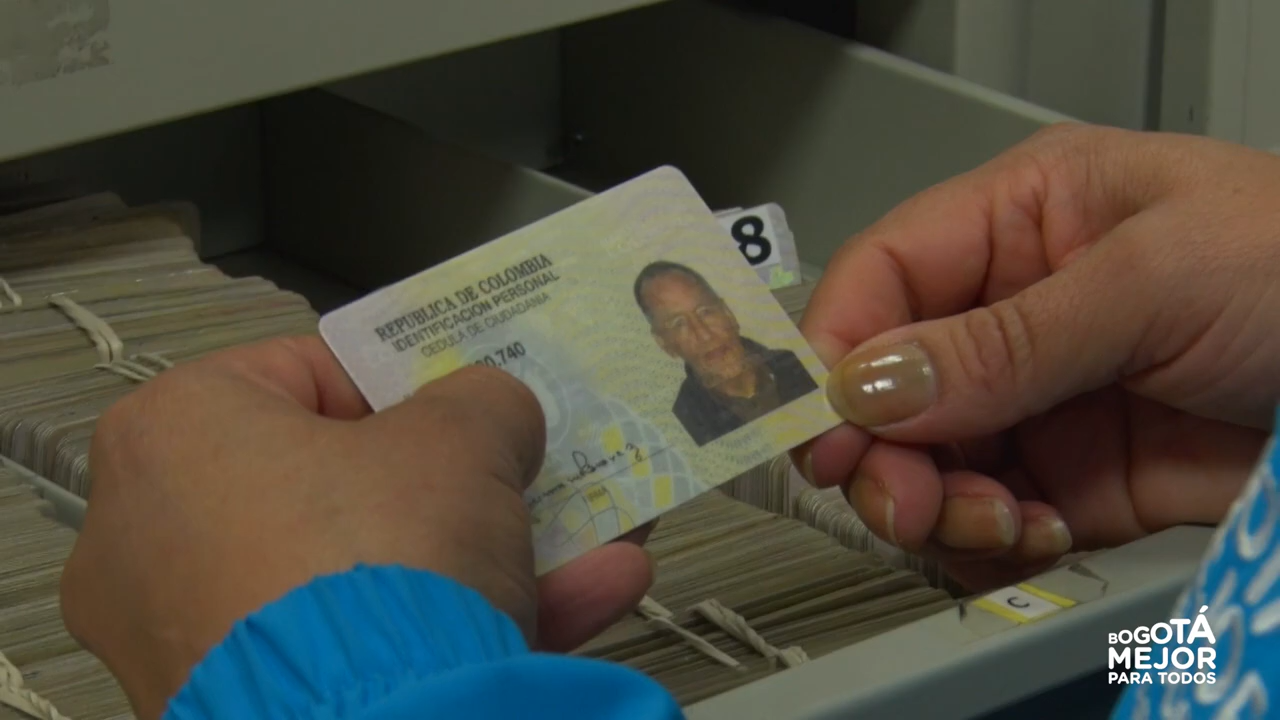 REPUBLICA DE COLOMBIA
IDENTIFICACION PERSONAL
CEDULA DE CIUDADANIA
8
C
BOGOTÁ
MEJOR
PARA TODOS